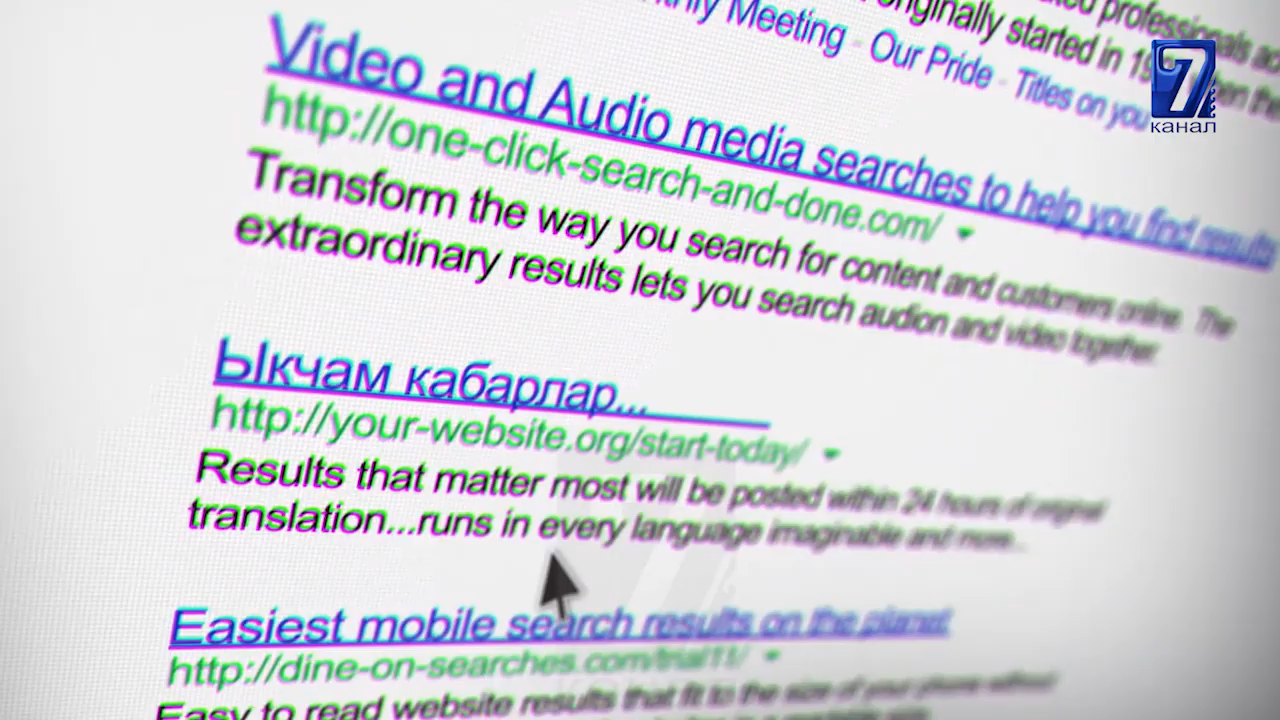 ted professionals
originally started in 19
thly Meeting - Our Pride - Titles on you
7
канал
Video and Audio media searches to help you find results
http://one-click-search-and-done.com/
Transform the way you search for content and customers online. The
extraordinary results lets you search audion and video together.
Ыкчам кабарлар...
http://your-website.org/start-today/
Results that matter most will be posted within 24 hours of original
translation...runs in every language imaginable and more...
Easiest mobile search results on the planet
http://dine-on-searches.com/trial11/
Easy to read website results that fit to the size of your phone without